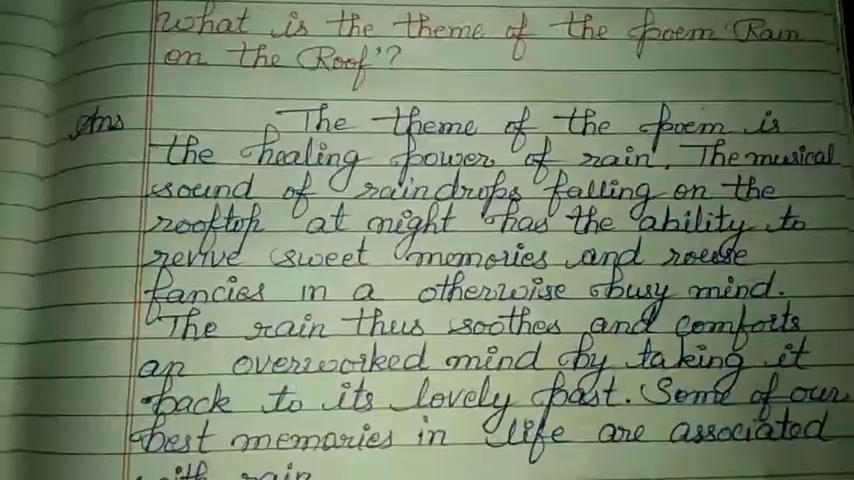 What is the theme of the poem 'Rain
on the Roof'?
Ans The theme of the poem is
the healing power of rain. The musical
sound of raindrops falling on the
rooftop at night has the ability to
revive sweet memories and rouse
fancies in a otherwise busy mind.
The rain thus soothes and comforts
an overworked mind by taking it
back to its lovely past. Some of our
best memories in life are associated
with rain